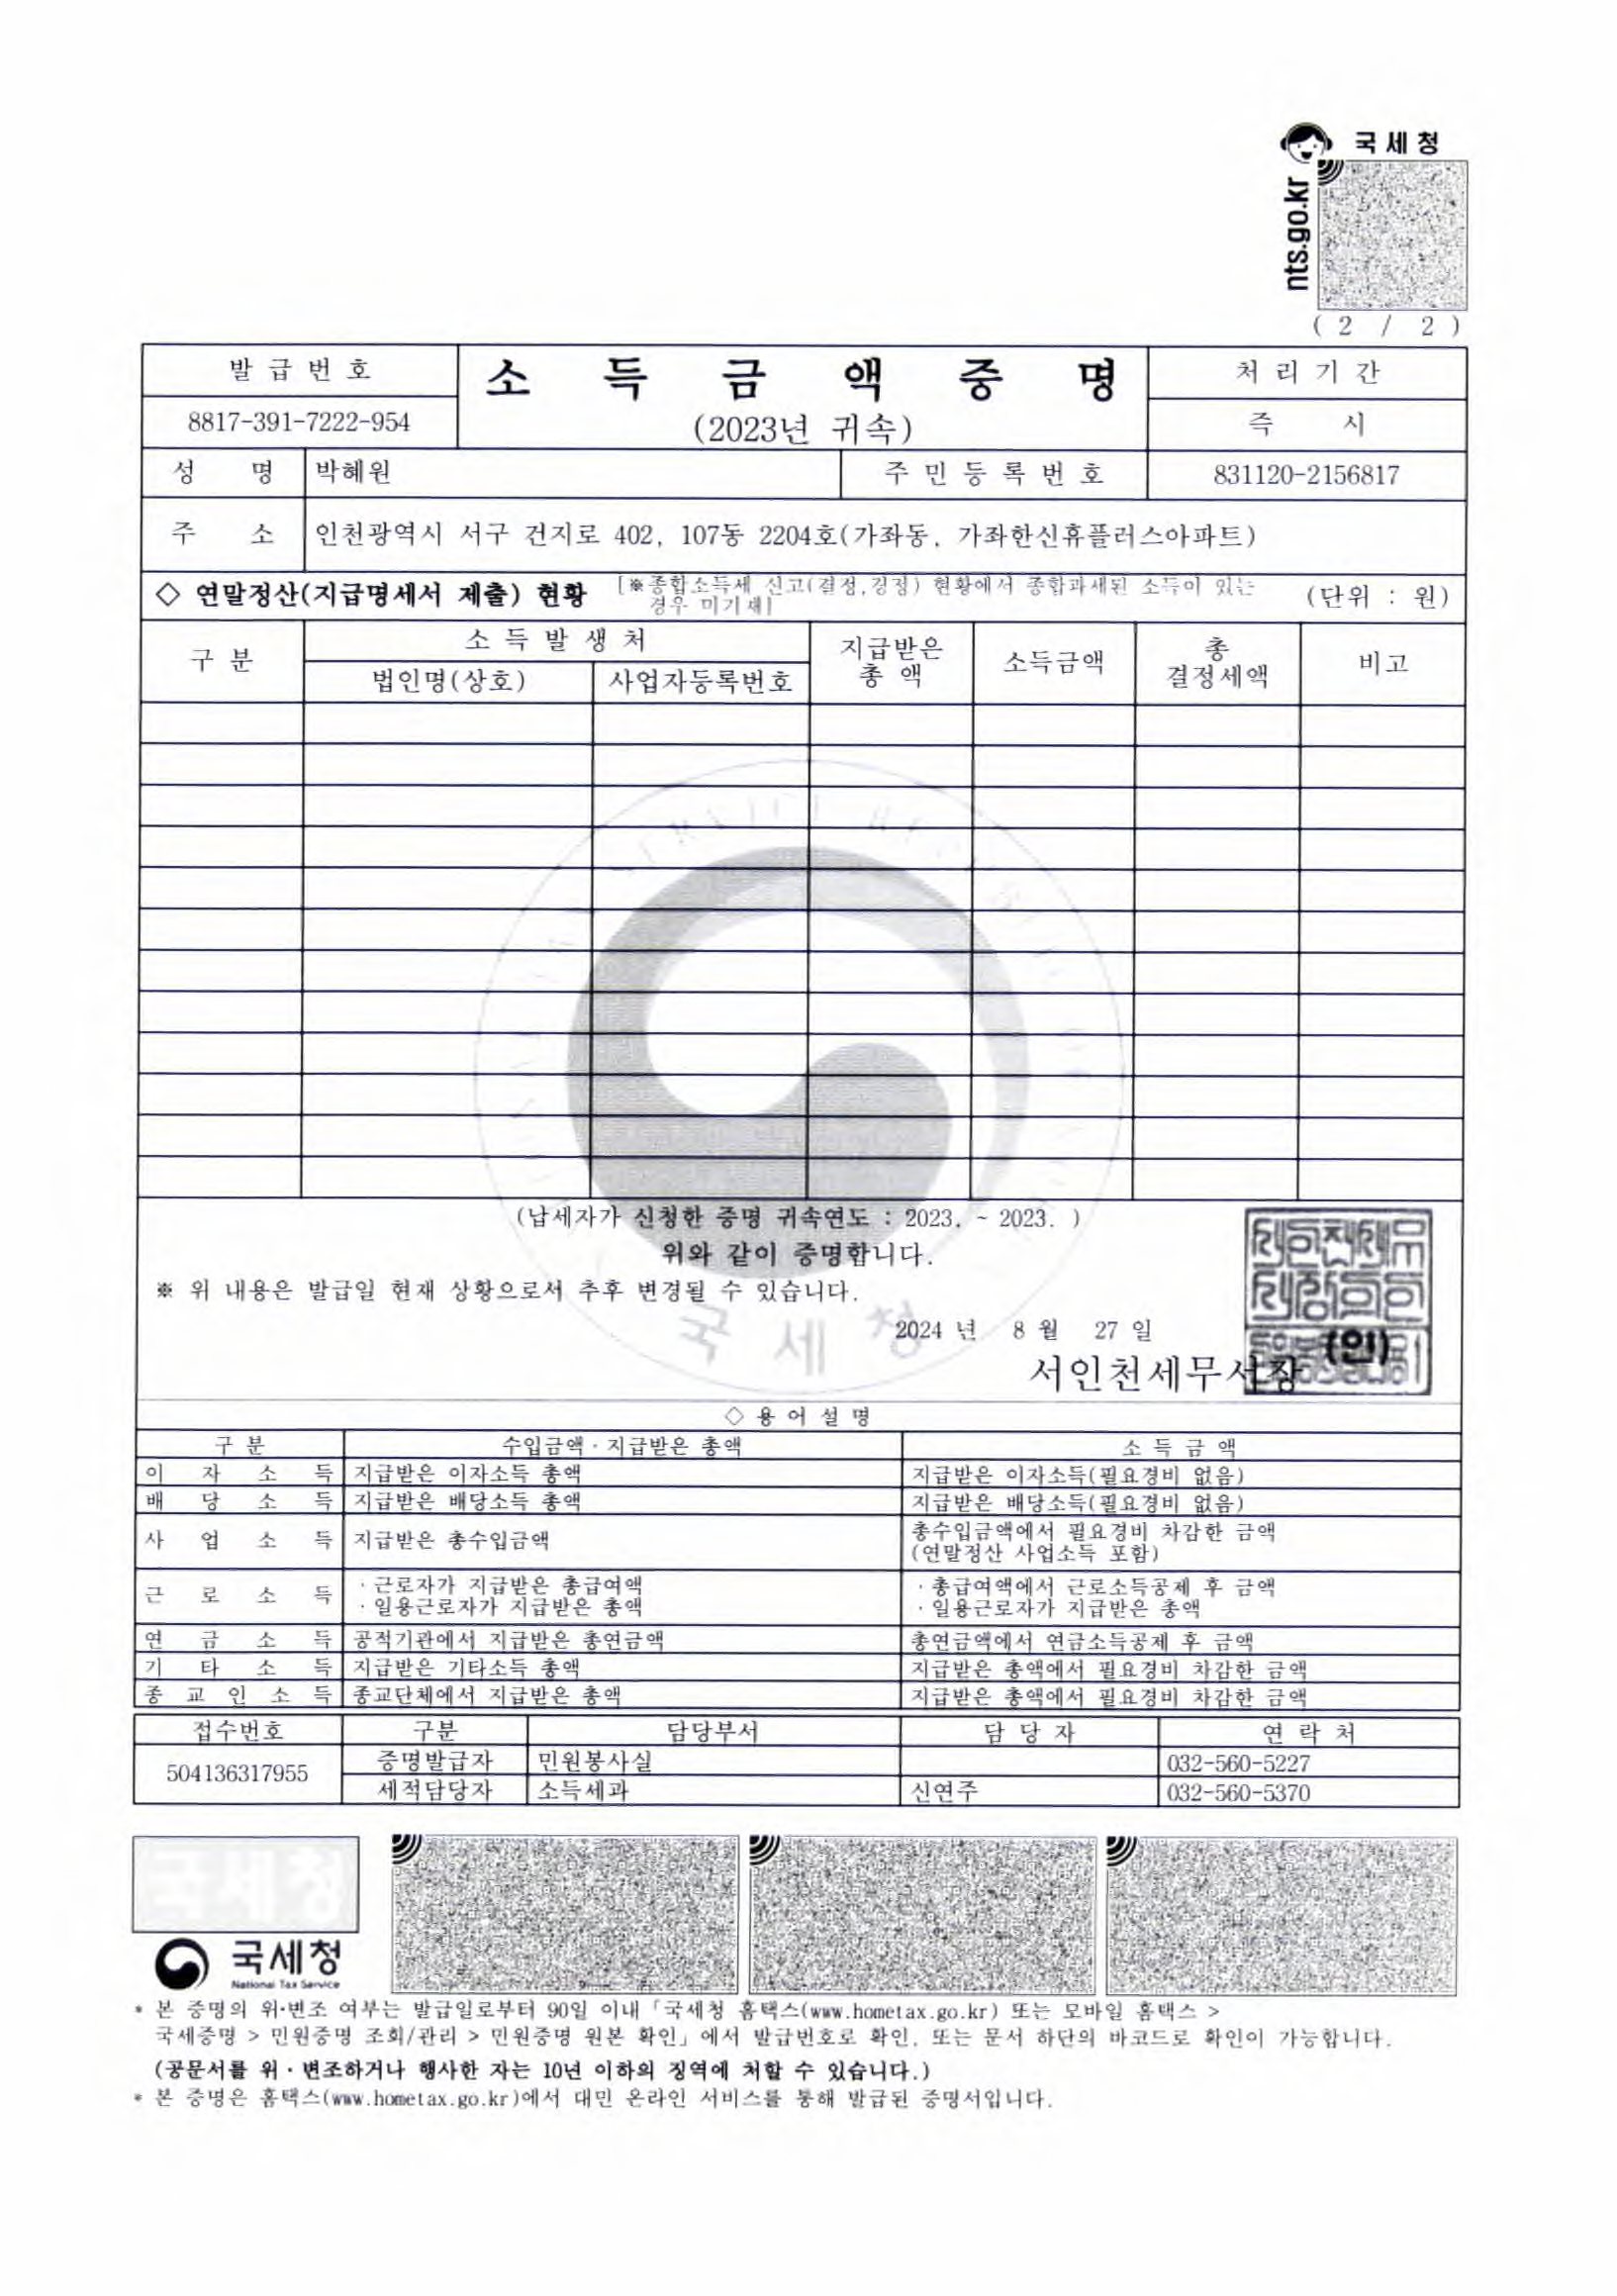 국세청
nts.go.kr
( 2 / 2 )
발 급 번 호
8817-391-7222-954
소 득 금 액 증 명
(2023년 귀속)
처 리 기 간
즉 시
성 명 박혜원 주 민 등 록 번 호 831120-2156817
주 소 인천광역시 서구 건지로 402, 107동 2204호(가좌동, 가좌한신휴플러스아파트)
◇ 연말정산(지급명세서 제출) 현황 [※종합소득세 신고(결정,경정) 현황에서 종합과세된 소득이 있는
경우 미기재] (단위 : 원)
구 분 소 득 발 생 처 지급받은 총 액 소득금액 총 결정세액 비고
법인명(상호) 사업자등록번호
(납세자가 신청한 증명 귀속연도 : 2023. ~ 2023. )
위와 같이 증명합니다.
※ 위 내용은 발급일 현재 상황으로서 추후 변경될 수 있습니다.
2024 년 8 월 27 일
서인천세무서장 (인)
국세청
◇ 용 어 설 명
구 분 수입금액 · 지급받은 총액 소 득 금 액
이 자 소 득 지급받은 이자소득 총액 지급받은 이자소득(필요경비 없음)
배 당 소 득 지급받은 배당소득 총액 지급받은 배당소득(필요경비 없음)
사 업 소 득 지급받은 총수입금액 총수입금액에서 필요경비 차감한 금액
(연말정산 사업소득 포함)
근 로 소 득 · 근로자가 지급받은 총급여액 · 총급여액에서 근로소득공제 후 금액
· 일용근로자가 지급받은 총액 · 일용근로자가 지급받은 총액
연 금 소 득 공적기관에서 지급받은 총연금액 총연금액에서 연금소득공제 후 금액
기 타 소 득 지급받은 기타소득 총액 지급받은 총액에서 필요경비 차감한 금액
종 교 인 소 득 종교단체에서 지급받은 총액 지급받은 총액에서 필요경비 차감한 금액
접수번호 구분 담당부서 담 당 자 연 락 처
504136317955 증명발급자 민원봉사실 032-560-5227
세적담당자 소득세과 신연주 032-560-5370
국세청
국세청
National Tax Service
* 본 증명의 위·변조 여부는 발급일로부터 90일 이내「국세청 홈택스(www.hometax.go.kr) 또는 모바일 홈택스 >
국세증명 > 민원증명 조회/관리 > 민원증명 원본 확인」에서 발급번호로 확인, 또는 문서 하단의 바코드로 확인이 가능합니다.
(공문서를 위 · 변조하거나 행사한 자는 10년 이하의 징역에 처할 수 있습니다.)
* 본 증명은 홈택스(www.hometax.go.kr)에서 대민 온라인 서비스를 통해 발급된 증명서입니다.